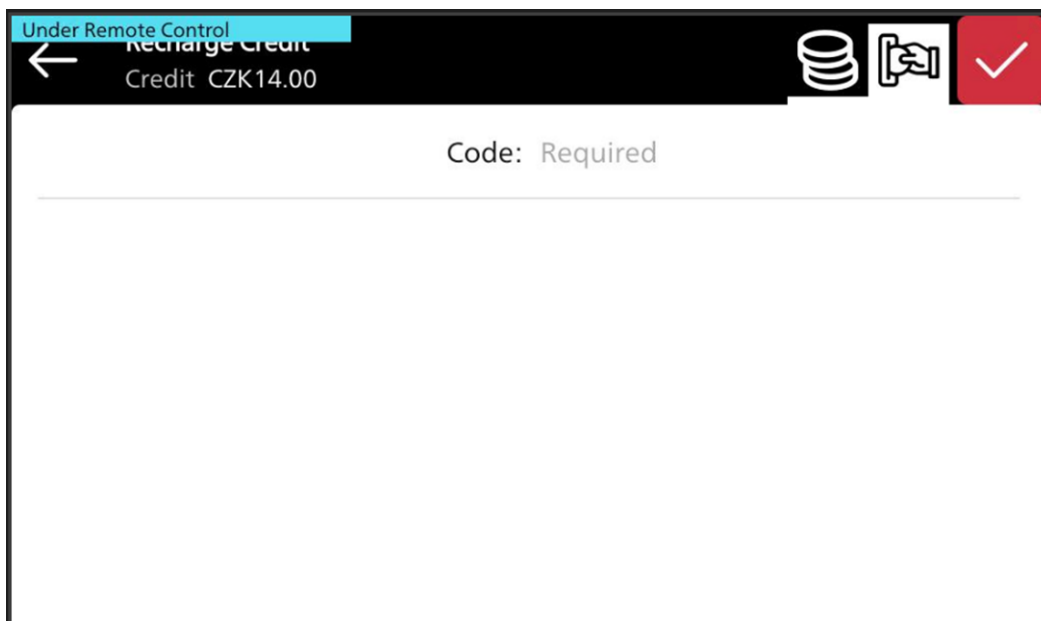 Under Remote Control
Recharge Credit
Credit CZK14.00
Code: Required